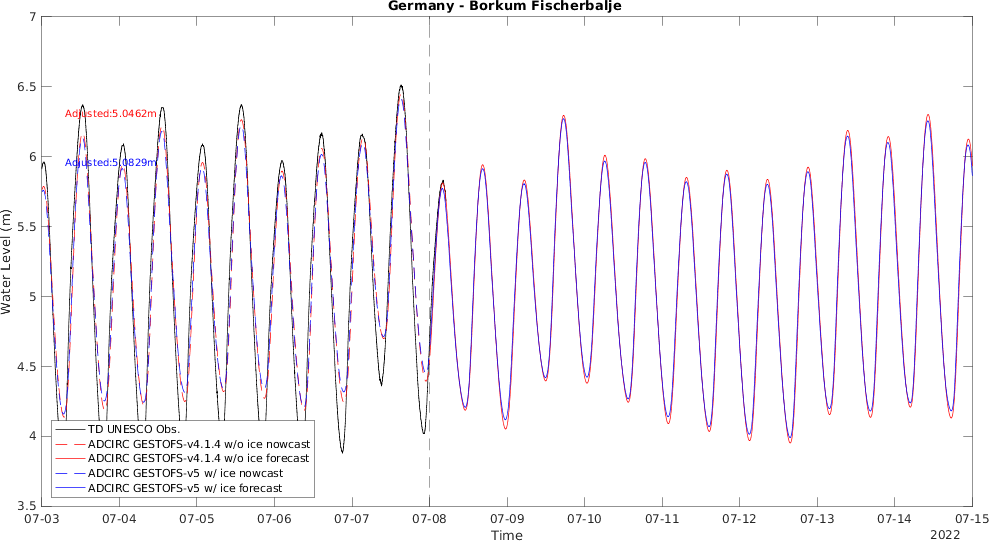 Germany - Borkum Fischerbalje
7
6.5
6
5.5
5
4.5
4
3.5
Water Level (m)
Adjusted:5.0462m
Adjusted:5.0829m
TD UNESCO Obs.
ADCIRC GESTOFS-v4.1.4 w/o ice nowcast
ADCIRC GESTOFS-v4.1.4 w/o ice forecast
ADCIRC GESTOFS-v5 w/ ice nowcast
ADCIRC GESTOFS-v5 w/ ice forecast
07-03 07-04 07-05 07-06 07-07 07-08 07-09 07-10 07-11 07-12 07-13 07-14 07-15
Time
2022